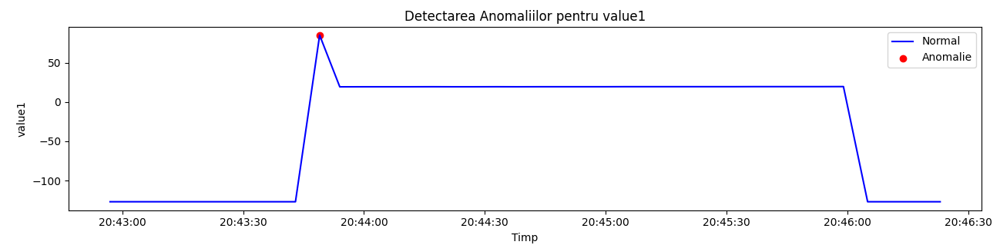 Detectarea Anomaliilor pentru value1
Normal
Anomalie
50
0
−50
−100
value1
20:43:00 20:43:30 20:44:00 20:44:30 20:45:00 20:45:30 20:46:00 20:46:30
Timp